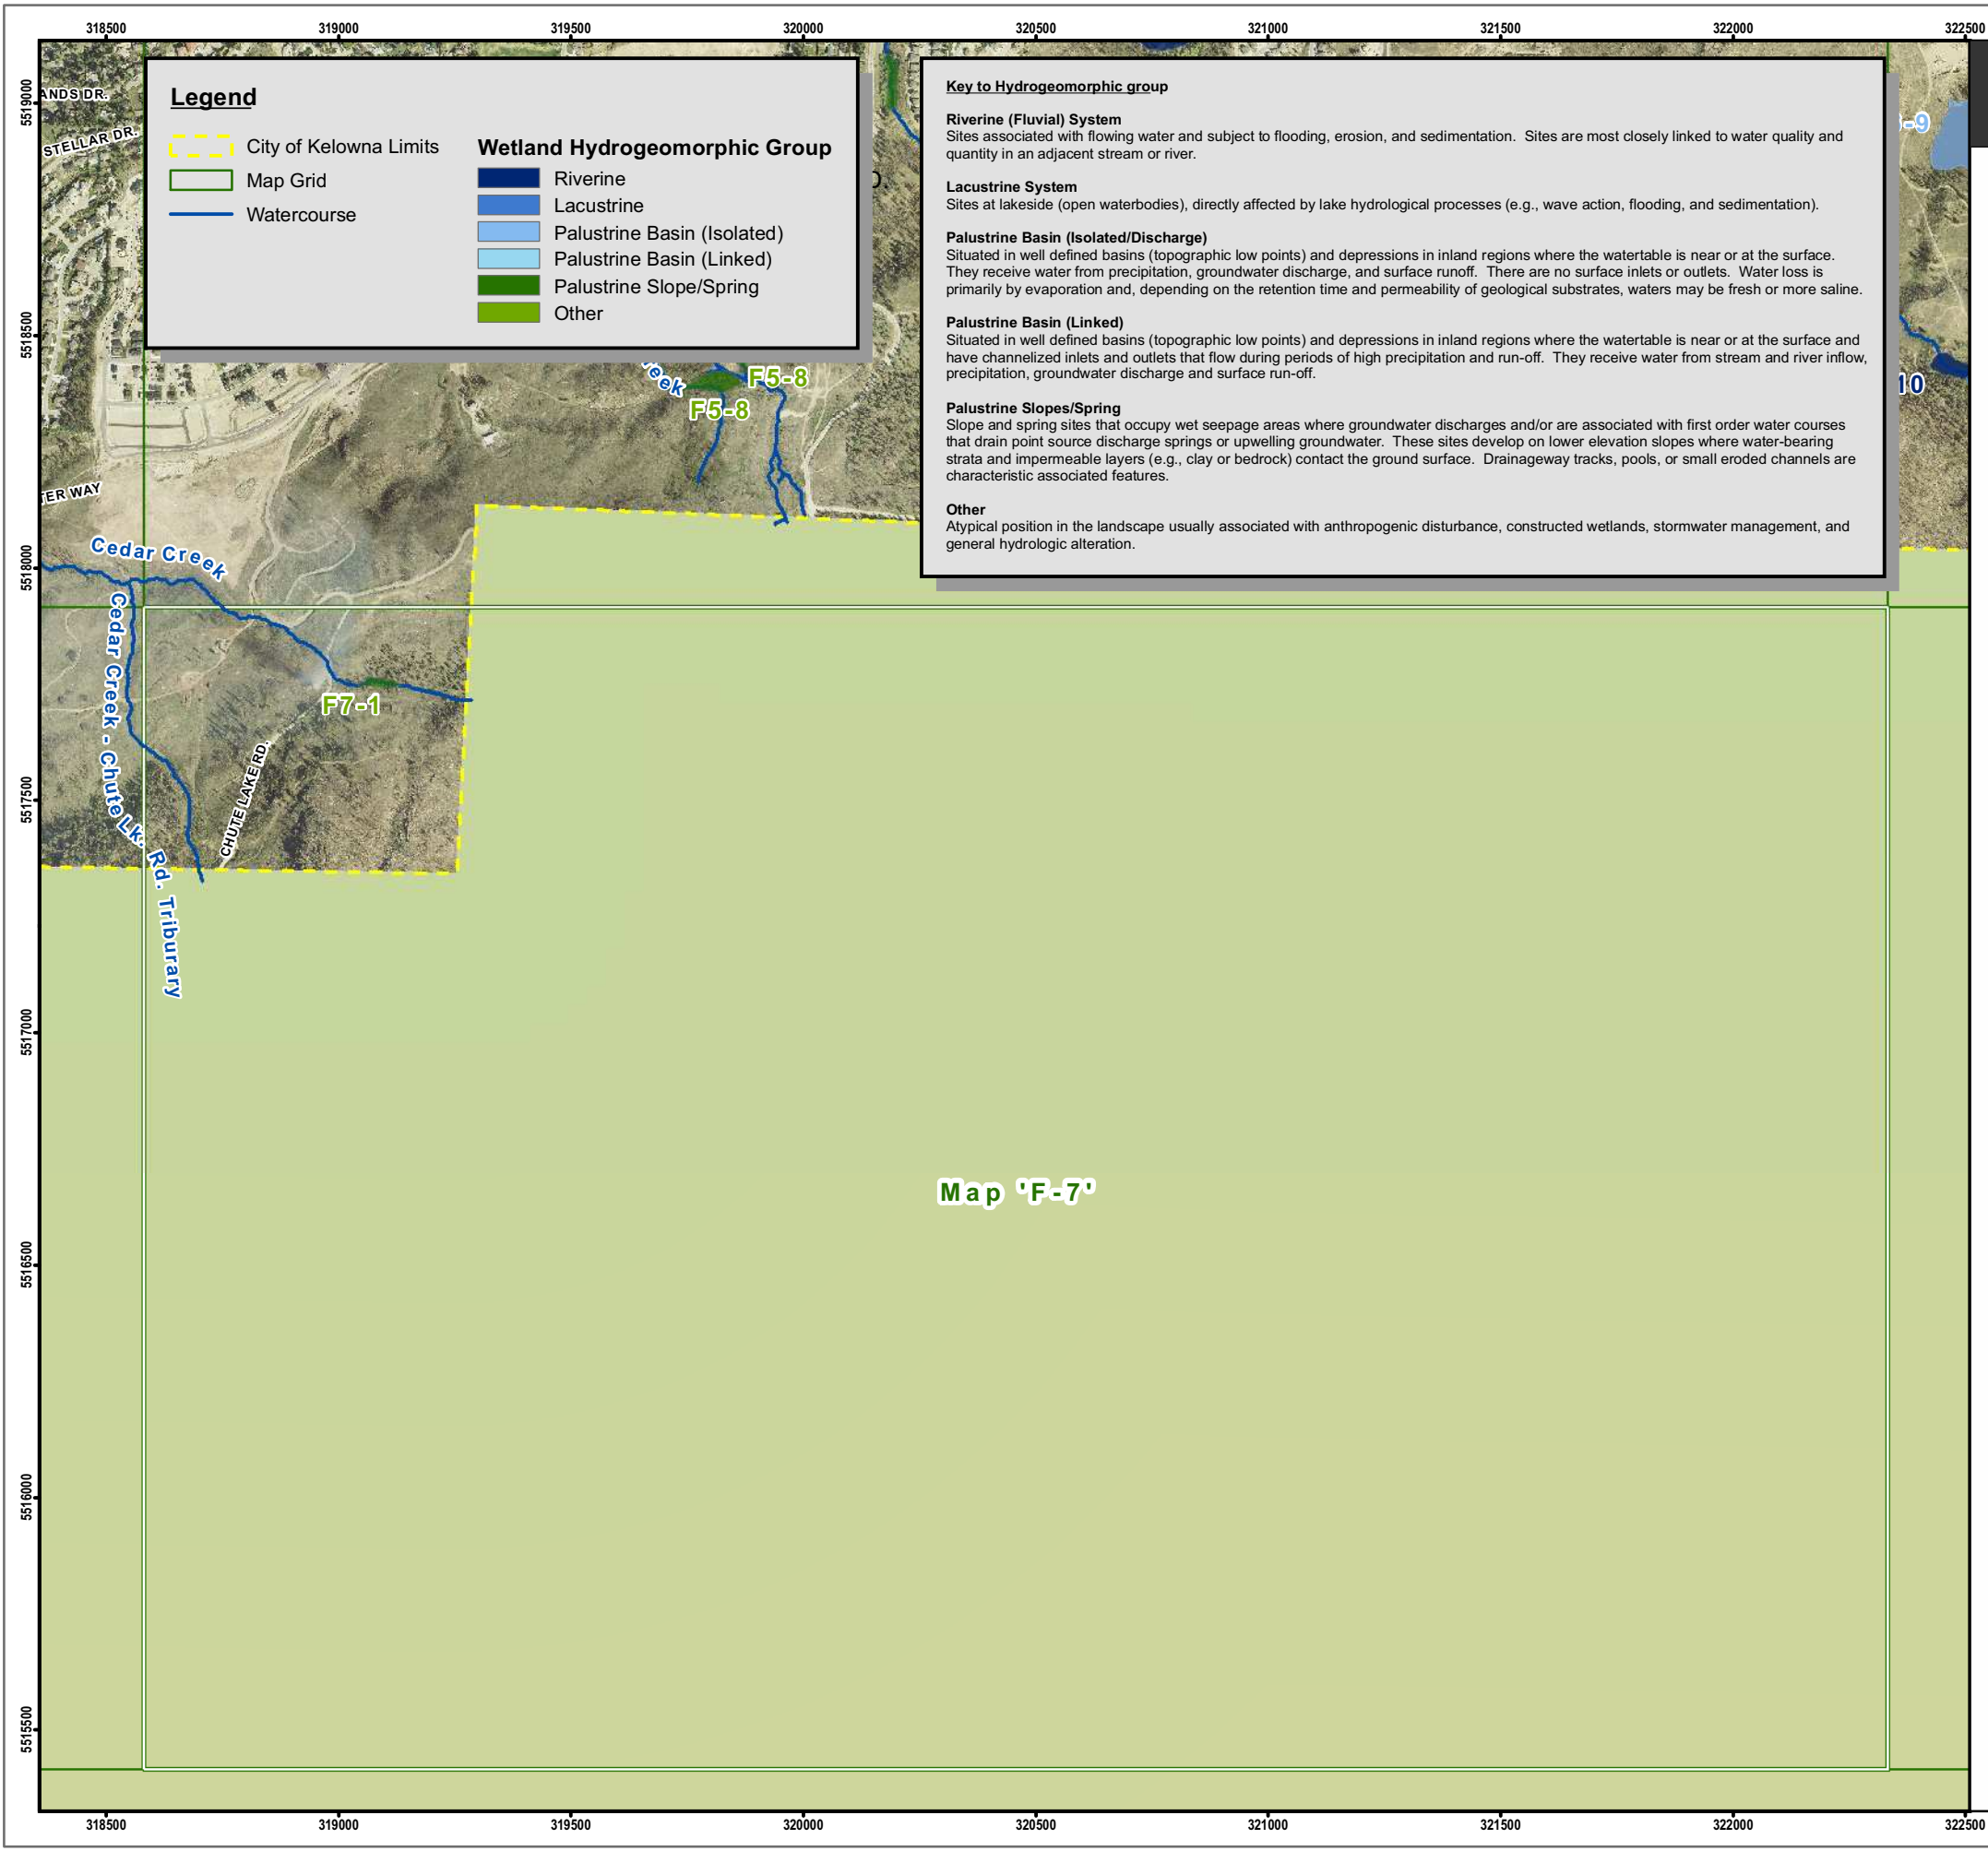 318500 319000 319500 320000 320500 321000 321500 322000 322500
5519000
5518500
5518000
5517500
5517000
5516500
5516000
5515500
Legend
City of Kelowna Limits
Map Grid
Watercourse
Wetland Hydrogeomorphic Group
Riverine
Lacustrine
Palustrine Basin (Isolated)
Palustrine Basin (Linked)
Palustrine Slope/Spring
Other
Key to Hydrogeomorphic group
Riverine (Fluvial) System
Sites associated with flowing water and subject to flooding, erosion, and sedimentation. Sites are most closely linked to water quality and
quantity in an adjacent stream or river.
Lacustrine System
Sites at lakeside (open waterbodies), directly affected by lake hydrological processes (e.g., wave action, flooding, and sedimentation).
Palustrine Basin (Isolated/Discharge)
Situated in well defined basins (topographic low points) and depressions in inland regions where the watertable is near or at the surface.
They receive water from precipitation, groundwater discharge, and surface runoff. There are no surface inlets or outlets. Water loss is
primarily by evaporation and, depending on the retention time and permeability of geological substrates, waters may be fresh or more saline.
Palustrine Basin (Linked)
Situated in well defined basins (topographic low points) and depressions in inland regions where the watertable is near or at the surface and
have channelized inlets and outlets that flow during periods of high precipitation and run-off. They receive water from stream and river inflow,
precipitation, groundwater discharge and surface run-off.
Palustrine Slopes/Spring
Slope and spring sites that occupy wet seepage areas where groundwater discharges and/or are associated with first order water courses
that drain point source discharge springs or upwelling groundwater. These sites develop on lower elevation slopes where water-bearing
strata and impermeable layers (e.g., clay or bedrock) contact the ground surface. Drainageway tracks, pools, or small eroded channels are
characteristic associated features.
Other
Atypical position in the landscape usually associated with anthropogenic disturbance, constructed wetlands, stormwater management, and
general hydrologic alteration.
ANDS DR.
STELLAR DR.
TER WAY
-9
10
eek
F5-8
F5-8
Cedar Creek
Cedar Creek - Chute Lk. Rd. Triburary
F7-1
CHUTE LAKE RD.
Map 'F-7'
318500 319000 319500 320000 320500 321000 321500 322000 322500